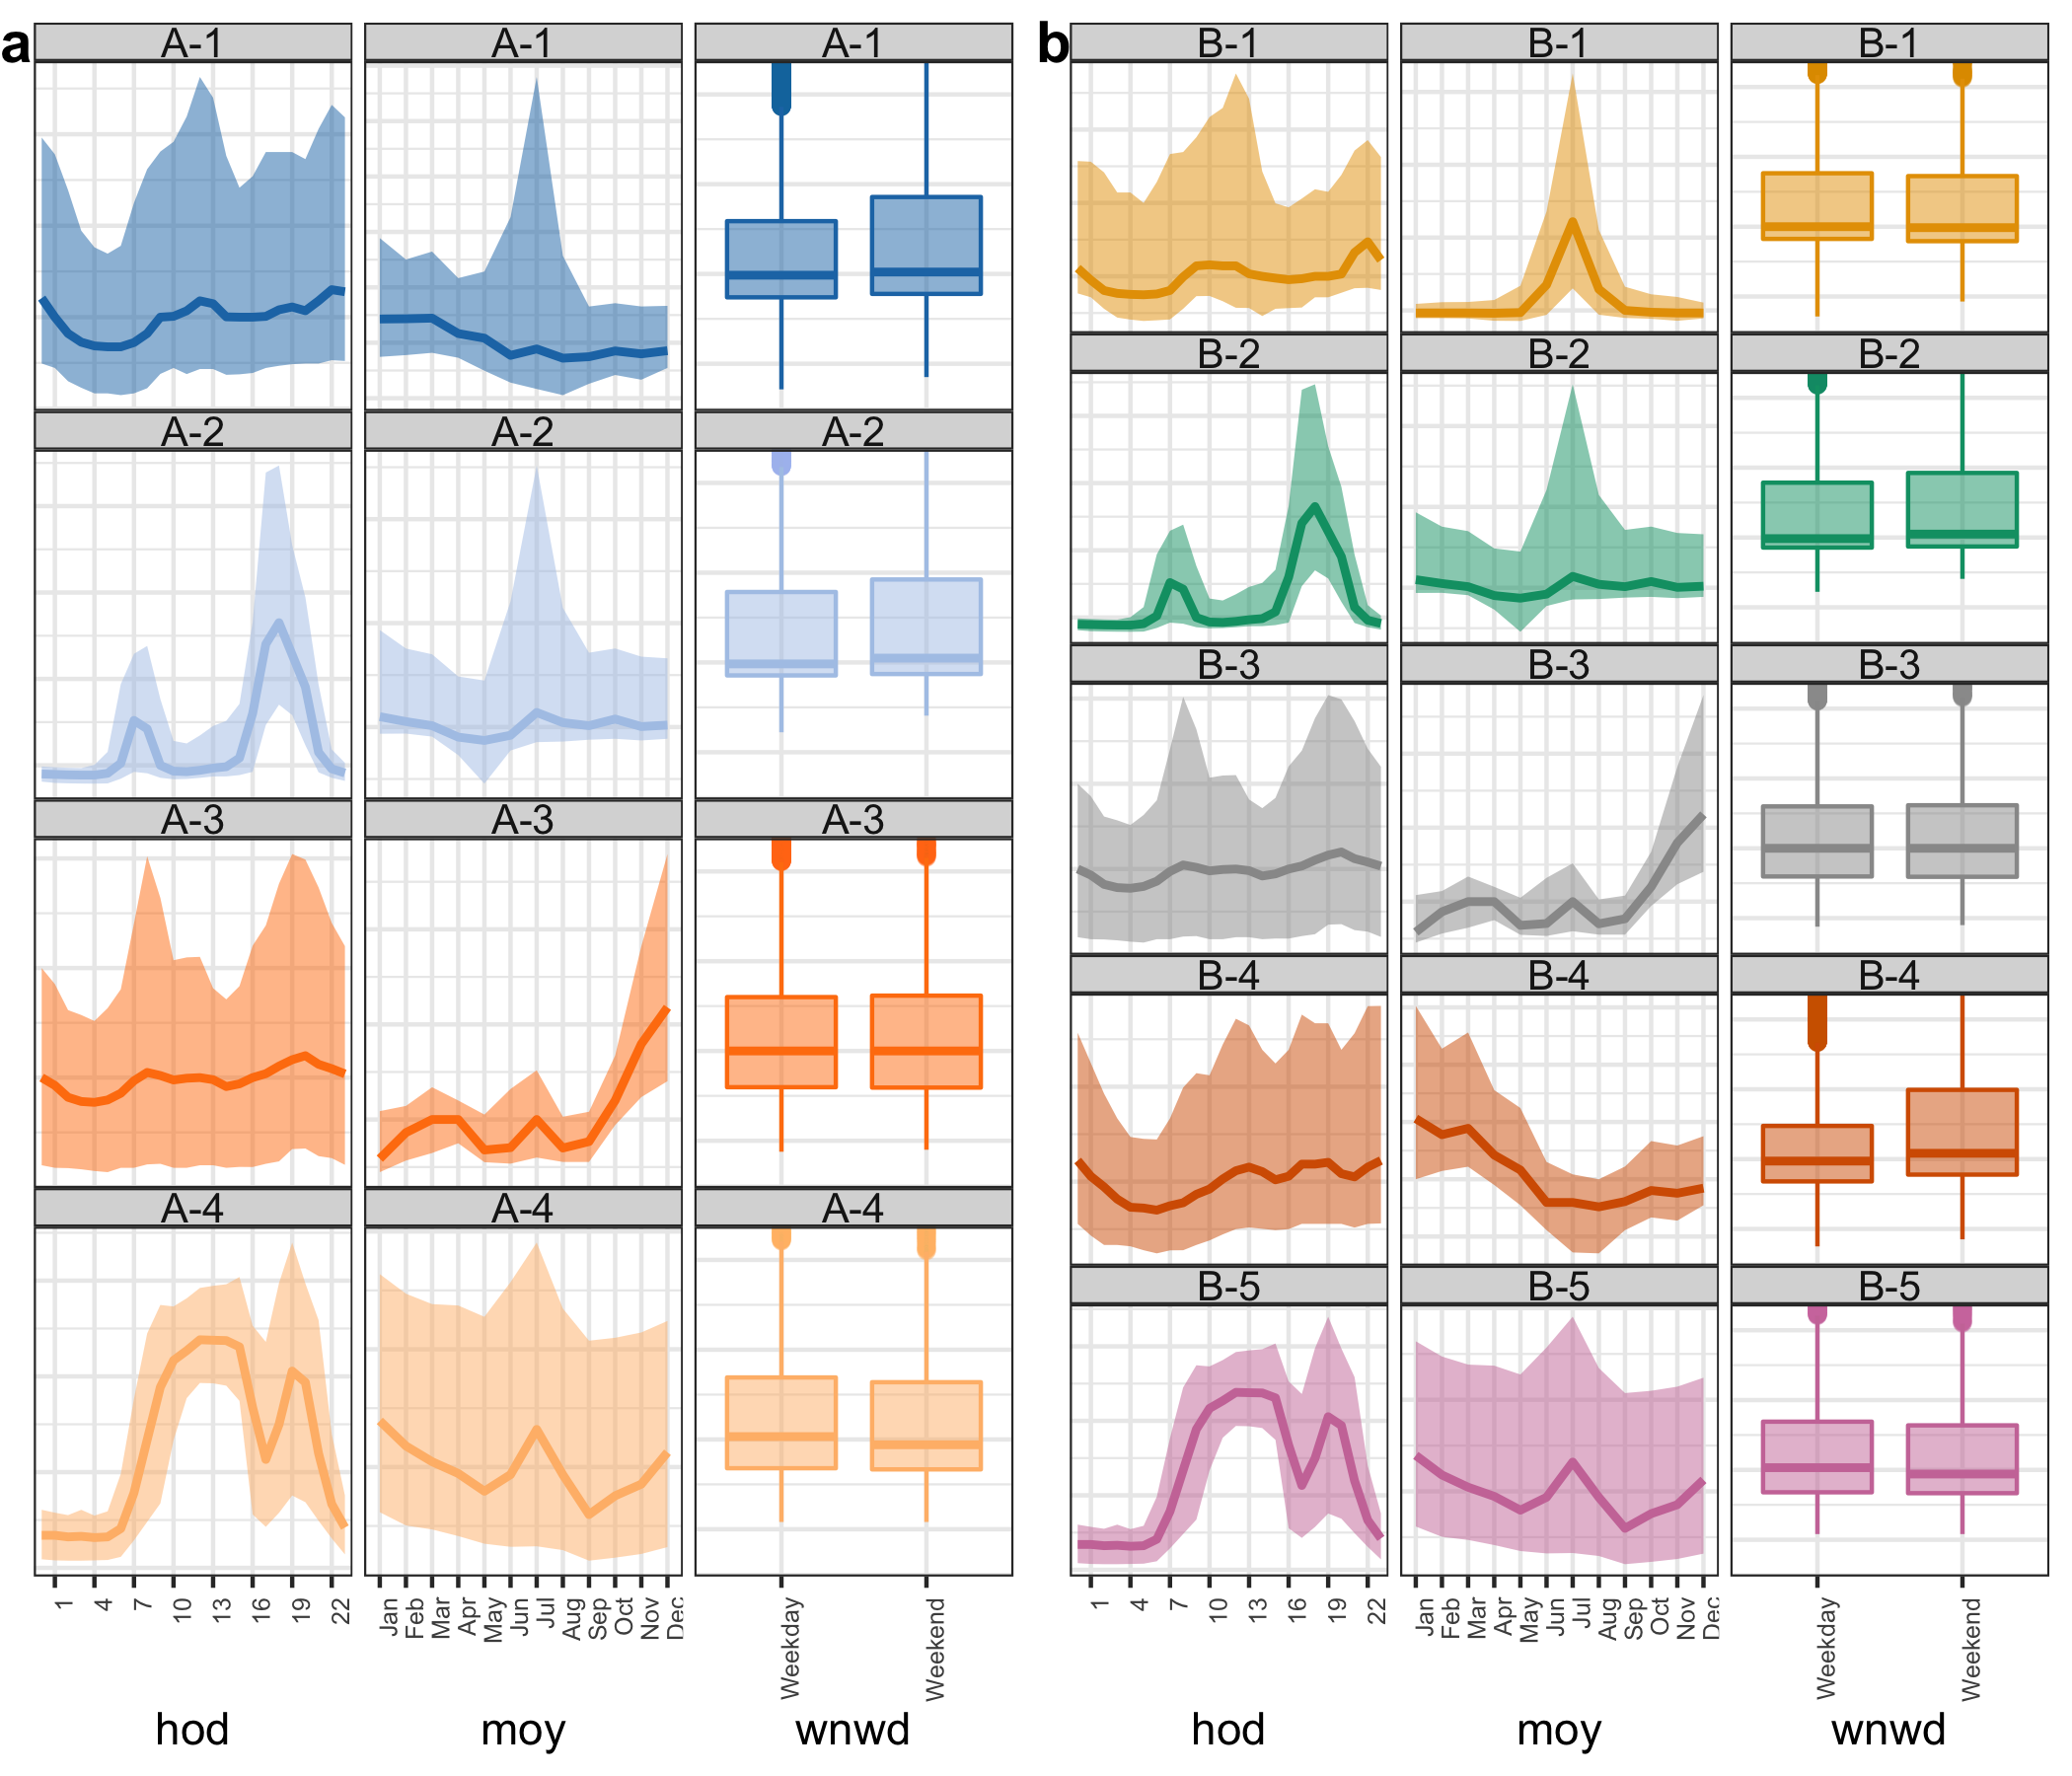 a
A-1 A-1 A-1
A-2 A-2 A-2
A-3 A-3 A-3
A-4 A-4 A-4
1 4 7 10 13 16 19 22
Jan Feb Mar Apr May Jun Jul Aug Sep Oct Nov Dec
Weekday Weekend
hod moy wnwd
b
B-1 B-1 B-1
B-2 B-2 B-2
B-3 B-3 B-3
B-4 B-4 B-4
B-5 B-5 B-5
1 4 7 10 13 16 19 22
Jan Feb Mar Apr May Jun Jul Aug Sep Oct Nov Dec
Weekday Weekend
hod moy wnwd